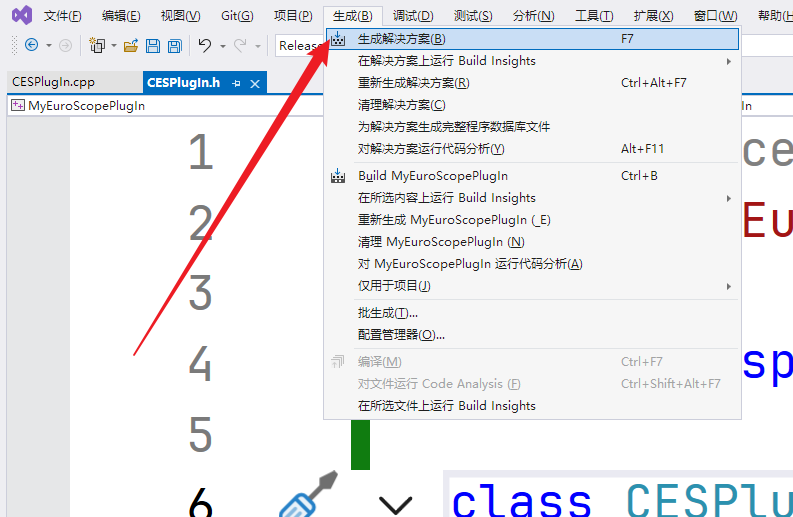 文件(F) 编辑(E) 视图(V) Git(G) 项目(P) 生成(B) 调试(D) 测试(S) 分析(N) 工具(T) 扩展(X) 窗口(W) 帮助(H
Release
生成解决方案(B) F7
在解决方案上运行 Build Insights
重新生成解决方案(R) Ctrl+Alt+F7
清理解决方案(C)
为解决方案生成完整程序数据库文件
对解决方案运行代码分析(Y) Alt+F11
Build MyEuroScopePlugIn Ctrl+B
在所选内容上运行 Build Insights
重新生成 MyEuroScopePlugIn (_E)
清理 MyEuroScopePlugIn (N)
对 MyEuroScopePlugIn 运行代码分析(A)
仅用于项目(J)
批生成(T)...
配置管理器(O)...
编译(M) Ctrl+F7
对文件运行 Code Analysis (F) Ctrl+Shift+Alt+F7
在所选文件上运行 Build Insights
CESPlugIn.cpp CESPlugIn.h
MyEuroScopePlugIn In
1 ce
2 Eu
3
4 sp
5
6 class CESPlu